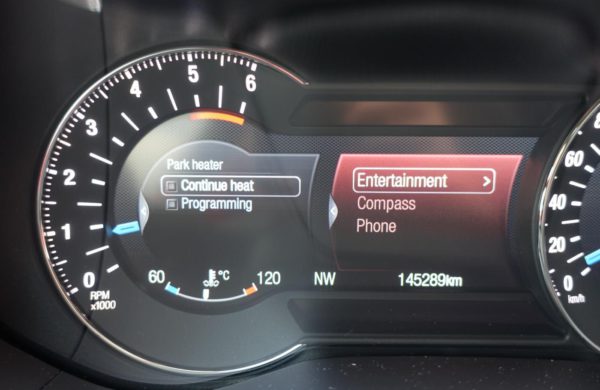 6
5
4
3
2
1
0
RPM
x1000
Park heater
Continue heat
Programming
60 °C 120
Entertainment >
Compass
Phone
NW 145289km
80
60
40
20
0
km/h